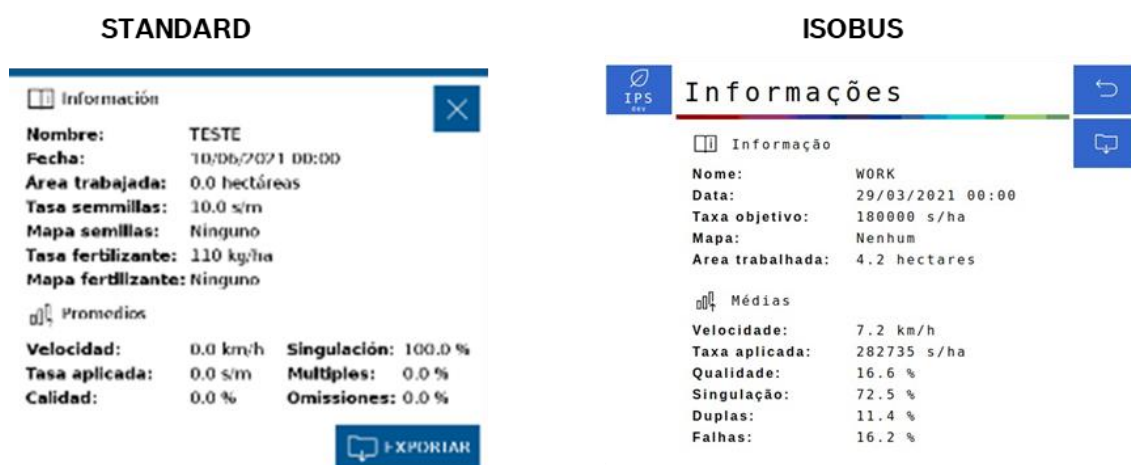 STANDARD
Información
Nombre: TESTE
Fecha: 10/06/2021 00:00
Área trabajada: 0.0 hectáreas
Tasa semmillas: 10.0 s/m
Mapa semillas: Ninguno
Tasa fertilizante: 110 kg/ha
Mapa fertilizante: Ninguno
Promedios
Velocidad: 0.0 km/h Singulación: 100.0 %
Tasa aplicada: 0.0 s/m Multiples: 0.0 %
Calidad: 0.0 % Omissiones: 0.0 %
EXPORTAR
ISOBUS
IPS
dev
Informações
Informação
Nome: WORK
Data: 29/03/2021 00:00
Taxa objetivo: 180000 s/ha
Mapa: Nenhum
Area trabalhada: 4.2 hectares
Médias
Velocidade: 7.2 km/h
Taxa aplicada: 282735 s/ha
Qualidade: 16.6 %
Singulação: 72.5 %
Duplas: 11.4 %
Falhas: 16.2 %